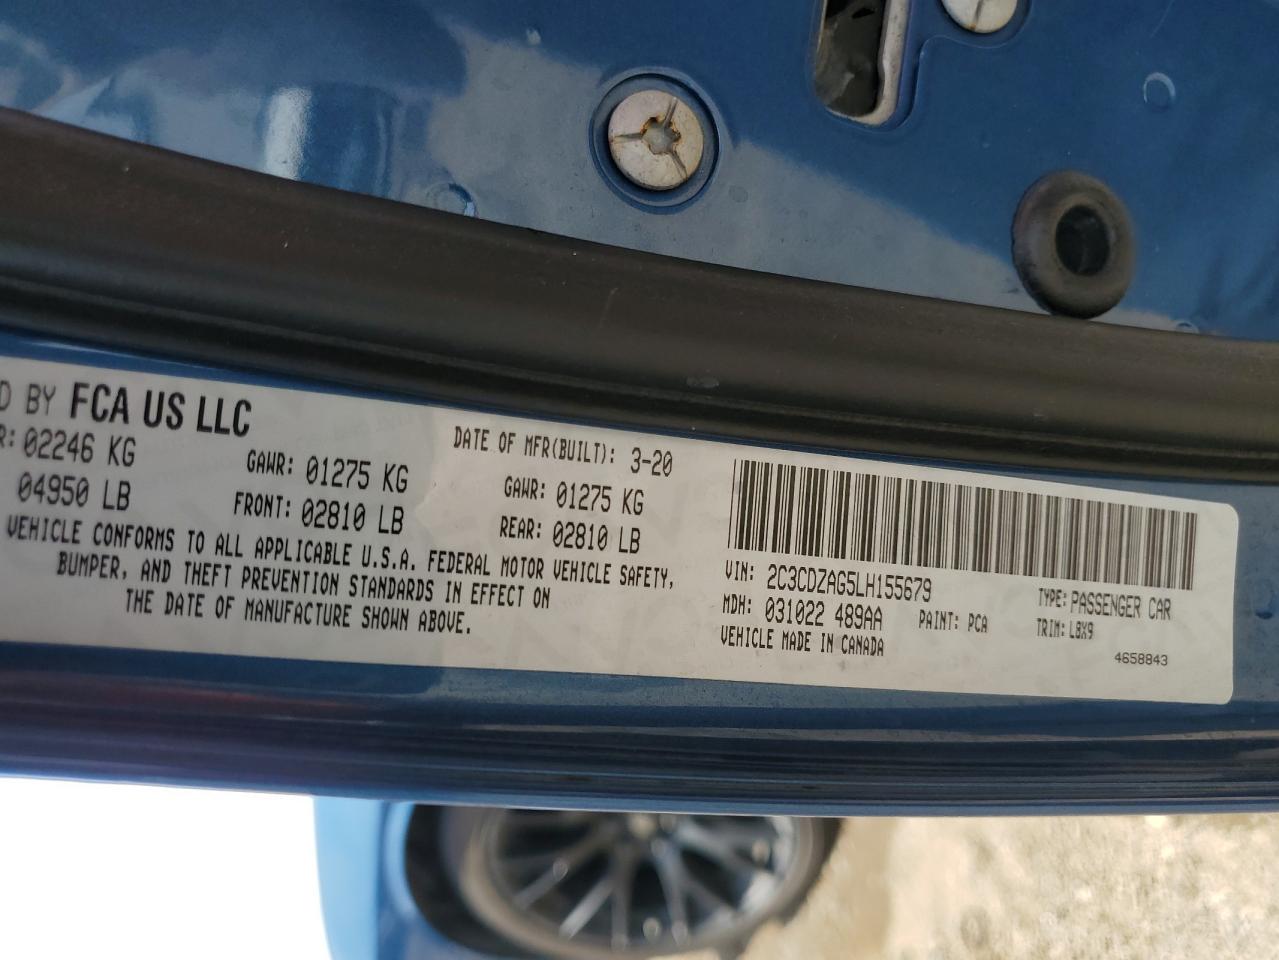 D BY FCA US LLC
R: 02246 KG
04950 LB
GAWR: 01275 KG
FRONT: 02810 LB
DATE OF MFR(BUILT): 3-20
GAWR: 01275 KG
REAR: 02810 LB
VEHICLE CONFORMS TO ALL APPLICABLE U.S.A. FEDERAL MOTOR VEHICLE SAFETY,
BUMPER, AND THEFT PREVENTION STANDARDS IN EFFECT ON
THE DATE OF MANUFACTURE SHOWN ABOVE.
VIN: 2C3CDZAG5LH155679
TYPE: PASSENGER CAR
MDH: 031022 489AA
PAINT: PCA
TRIM: L8X9
VEHICLE MADE IN CANADA
4658843